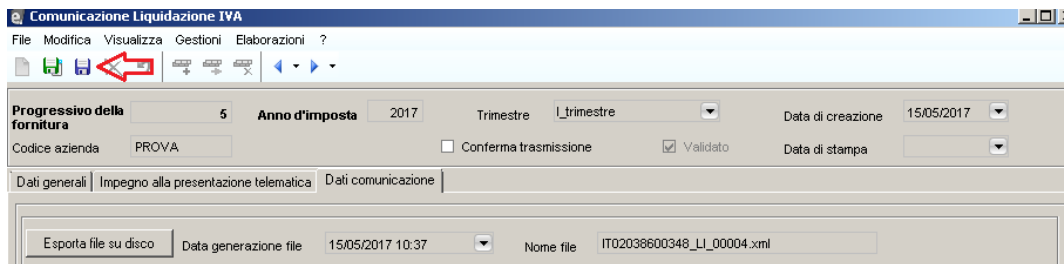 Comunicazione Liquidazione IVA
File Modifica Visualizza Gestioni Elaborazioni ?
Progressivo della fornitura 5 Anno d'imposta 2017 Trimestre I_trimestre Data di creazione 15/05/2017
Codice azienda PROVA Conferma trasmissione Validato Data di stampa
Dati generali Impegno alla presentazione telematica Dati comunicazione
Esporta file su disco Data generazione file 15/05/2017 10:37 Nome file IT02038600348_LI_00004.xml